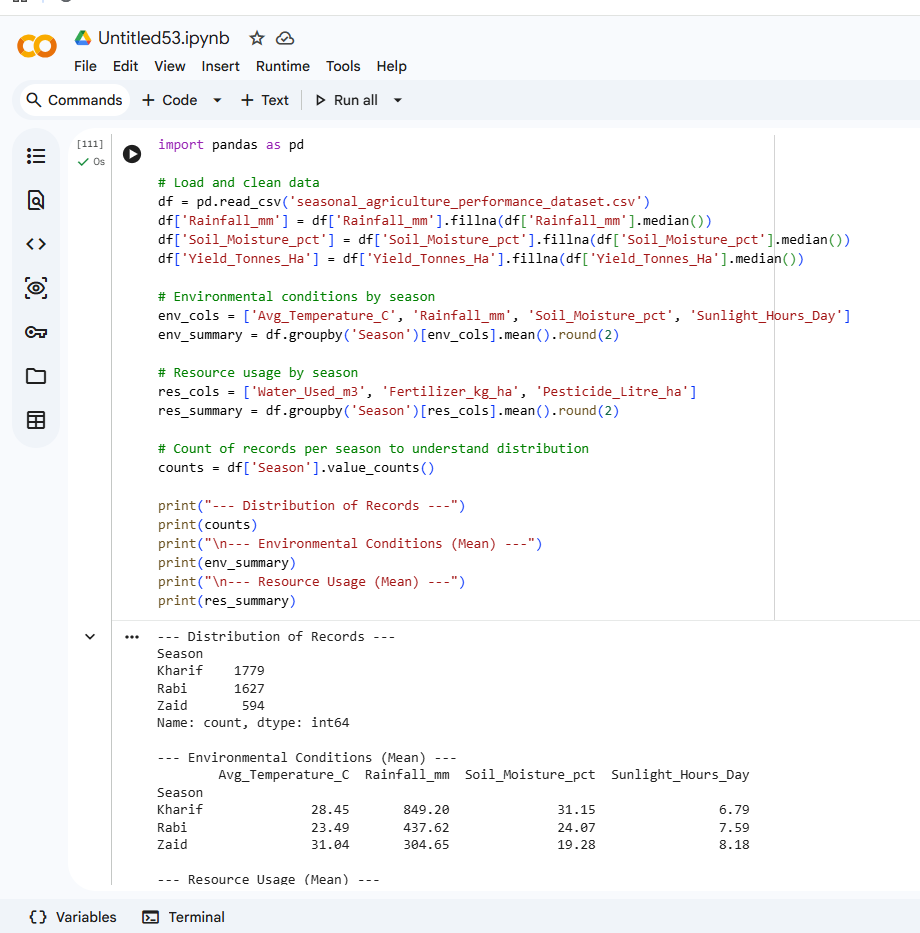 Untitled53.ipynb
File Edit View Insert Runtime Tools Help
Commands + Code + Text Run all
[111]
0s
import pandas as pd
# Load and clean data
df = pd.read_csv('seasonal_agriculture_performance_dataset.csv')
df['Rainfall_mm'] = df['Rainfall_mm'].fillna(df['Rainfall_mm'].median())
df['Soil_Moisture_pct'] = df['Soil_Moisture_pct'].fillna(df['Soil_Moisture_pct'].median())
df['Yield_Tonnes_Ha'] = df['Yield_Tonnes_Ha'].fillna(df['Yield_Tonnes_Ha'].median())
# Environmental conditions by season
env_cols = ['Avg_Temperature_C', 'Rainfall_mm', 'Soil_Moisture_pct', 'Sunlight_Hours_Day']
env_summary = df.groupby('Season')[env_cols].mean().round(2)
# Resource usage by season
res_cols = ['Water_Used_m3', 'Fertilizer_kg_ha', 'Pesticide_Litre_ha']
res_summary = df.groupby('Season')[res_cols].mean().round(2)
# Count of records per season to understand distribution
counts = df['Season'].value_counts()
print("--- Distribution of Records ---")
print(counts)
print("\n--- Environmental Conditions (Mean) ---")
print(env_summary)
print("\n--- Resource Usage (Mean) ---")
print(res_summary)
--- Distribution of Records ---
Season
Kharif 1779
Rabi 1627
Zaid 594
Name: count, dtype: int64
--- Environmental Conditions (Mean) ---
Avg_Temperature_C Rainfall_mm Soil_Moisture_pct Sunlight_Hours_Day
Season
Kharif 28.45 849.20 31.15 6.79
Rabi 23.49 437.62 24.07 7.59
Zaid 31.04 304.65 19.28 8.18
--- Resource Usage (Mean) ---
Variables Terminal